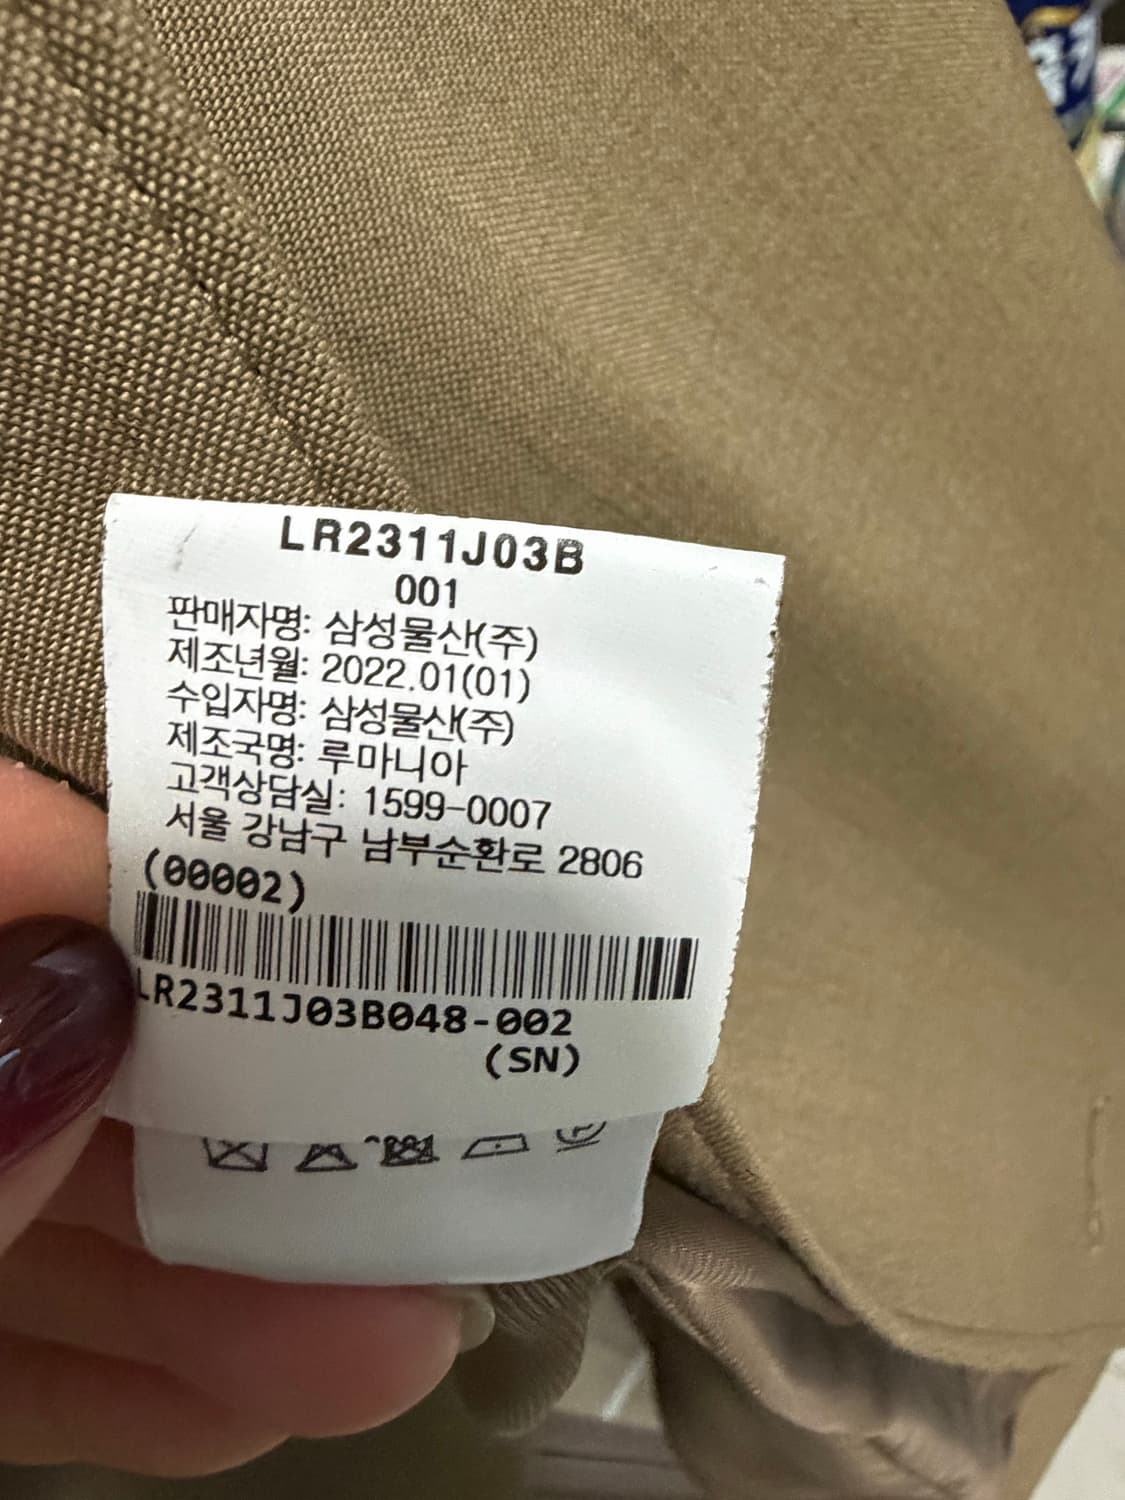 LR2311J03B
001
판매자명: 삼성물산(주)
제조년월: 2022.01(01)
수입자명: 삼성물산(주)
제조국명: 루마니아
고객상담실: 1599-0007
서울 강남구 남부순환로 2806
(00002)
LR2311J03B048-002
(SN)